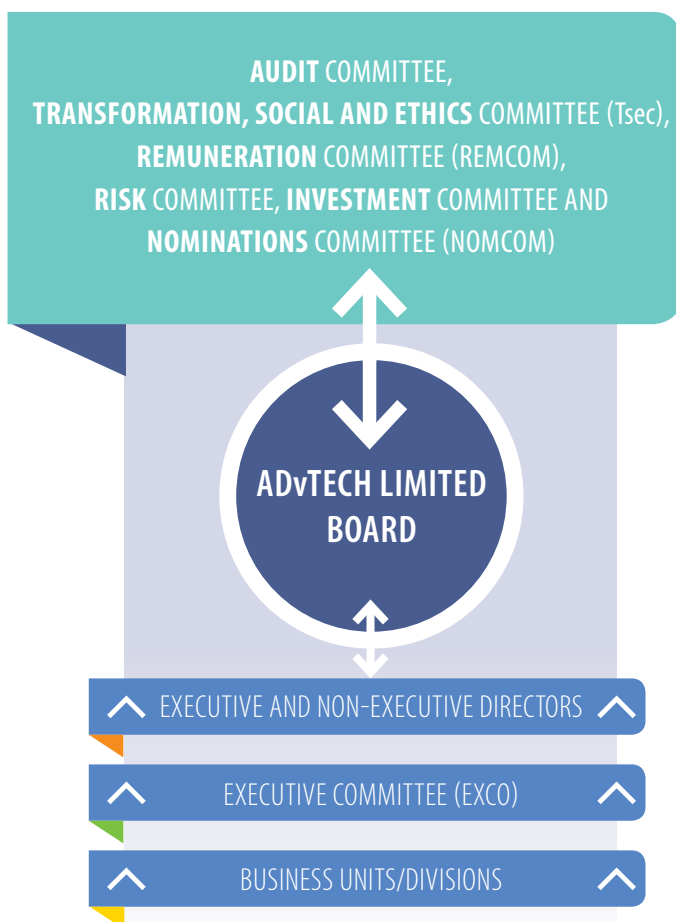 AUDIT COMMITTEE,
TRANSFORMATION, SOCIAL AND ETHICS COMMITTEE (Tsec),
REMUNERATION COMMITTEE (REMCOM),
RISK COMMITTEE, INVESTMENT COMMITTEE AND
NOMINATIONS COMMITTEE (NOMCOM)
ADvTECH LIMITED
BOARD
EXECUTIVE AND NON-EXECUTIVE DIRECTORS
EXECUTIVE COMMITTEE (EXCO)
BUSINESS UNITS/DIVISIONS